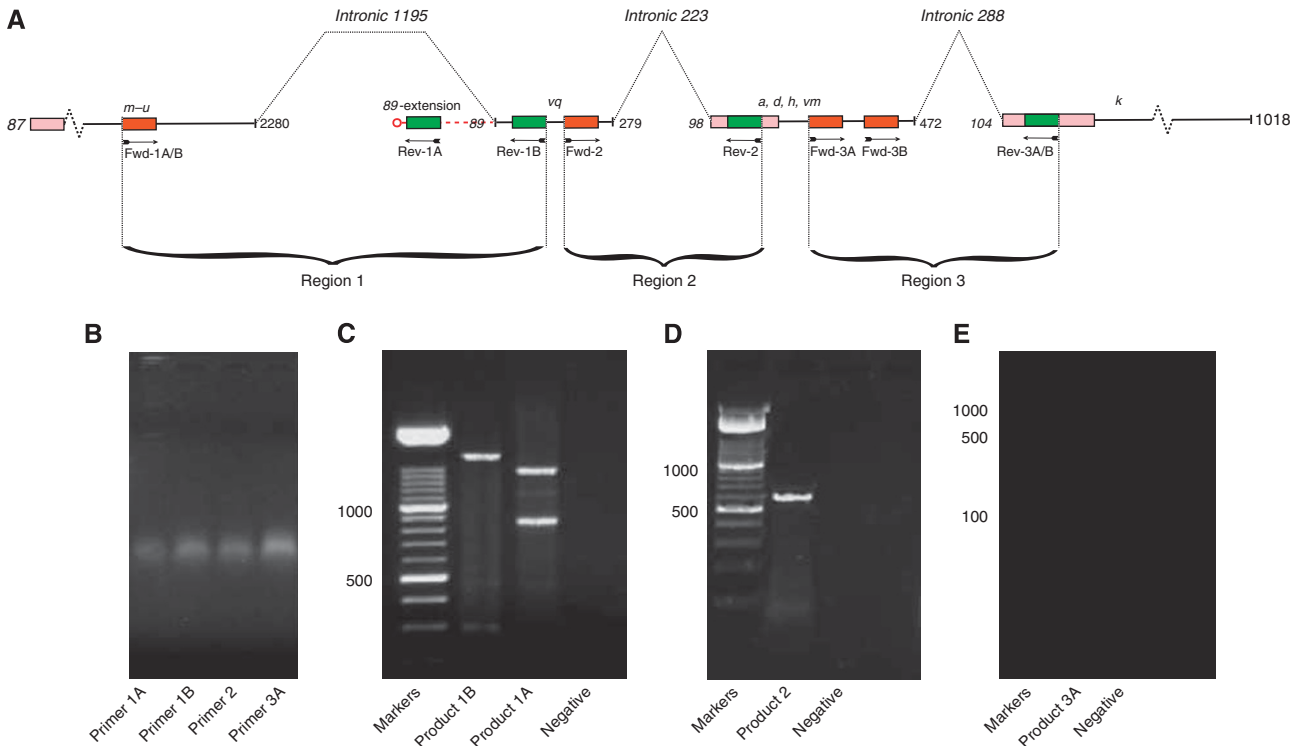 A
Intronic 1195
Intronic 223
Intronic 288
87
m–u
2280
Fwd-1A/B
89-extension
Rev-1A
89
vq
Rev-1B
279
Fwd-2
98
a, d, h, vm
Rev-2
472
Fwd-3A
Fwd-3B
104
k
1018
Rev-3A/B
Region 1
Region 2
Region 3
B
Primer 1A
Primer 1B
Primer 2
Primer 3A
C
1000
500
Markers
Product 1B
Product 1A
Negative
D
1000
500
Markers
Product 2
Negative
E
1000
500
100
Markers
Product 3A
Negative